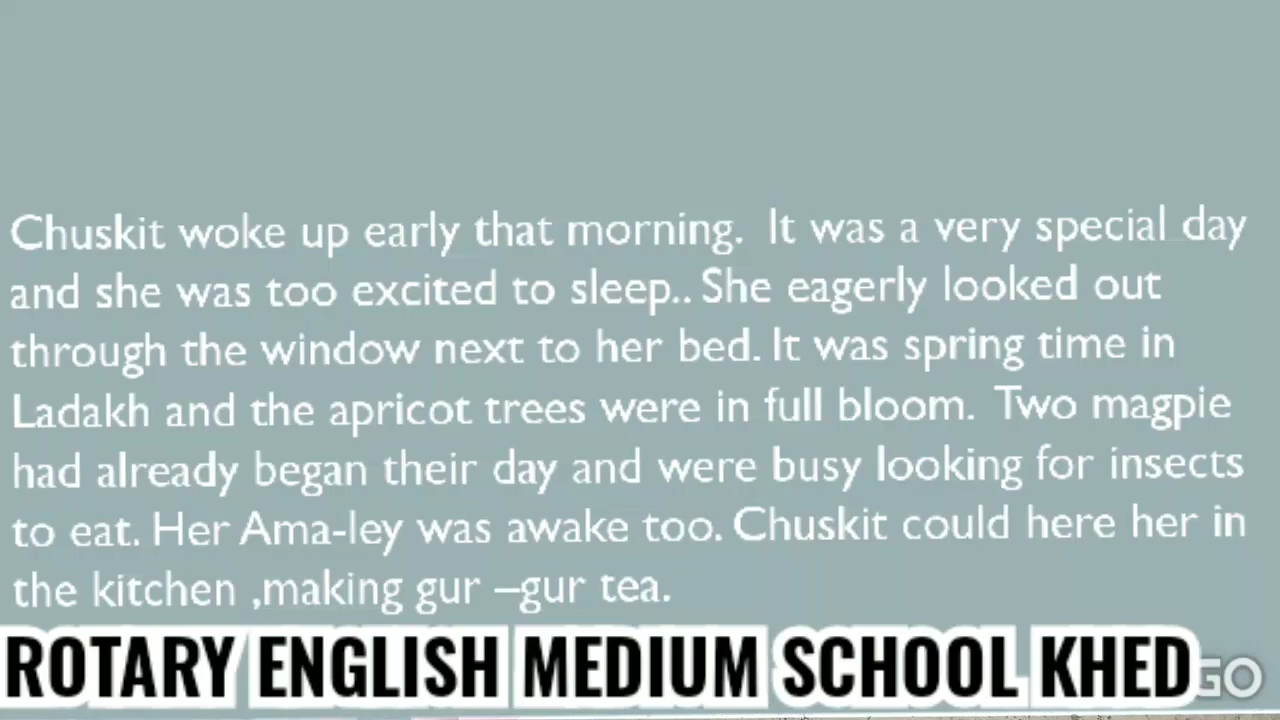 Chuskit woke up early that morning. It was a very special day
and she was too excited to sleep.. She eagerly looked out
through the window next to her bed. It was spring time in
Ladakh and the apricot trees were in full bloom. Two magpie
had already began their day and were busy looking for insects
to eat. Her Ama-ley was awake too. Chuskit could here her in
the kitchen ,making gur –gur tea.
ROTARY ENGLISH MEDIUM SCHOOL KHED